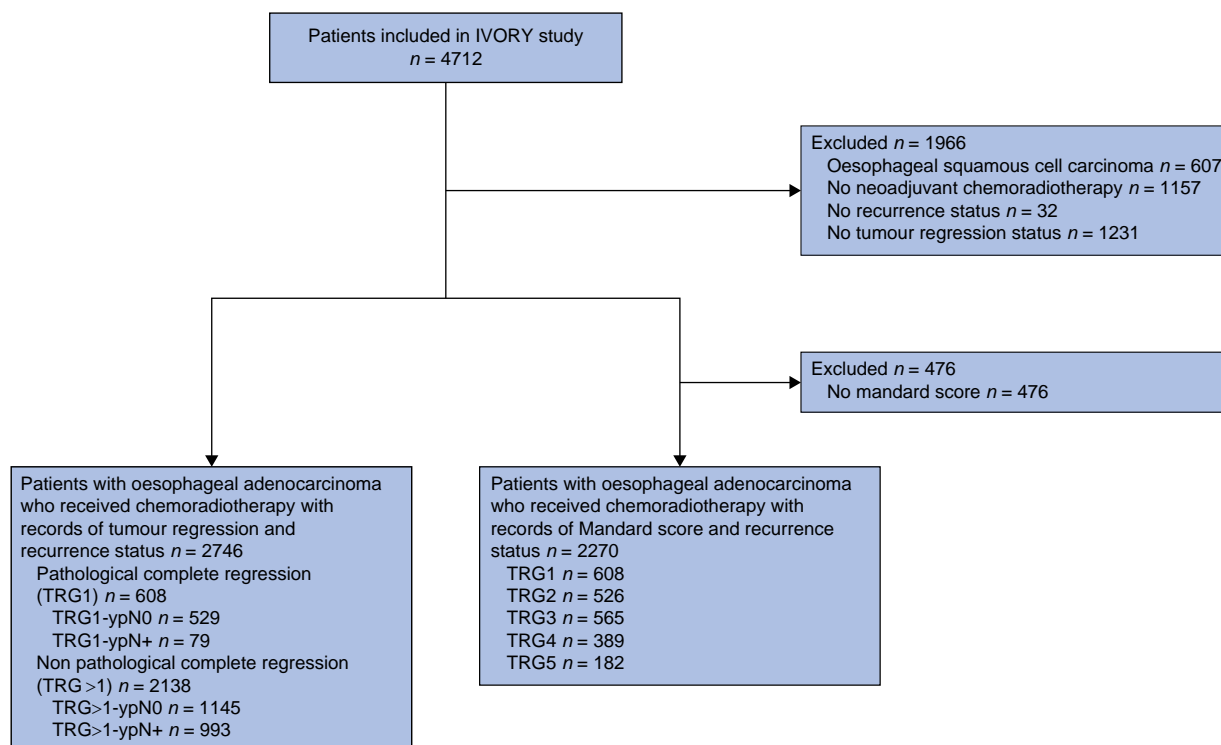 Patients included in IVORY study
n = 4712
Excluded n = 1966
Oesophageal squamous cell carcinoma n = 607
No neoadjuvant chemoradiotherapy n = 1157
No recurrence status n = 32
No tumour regression status n = 1231
Excluded n = 476
No mandard score n = 476
Patients with oesophageal adenocarcinoma
who received chemoradiotherapy with
records of tumour regression and
recurrence status n = 2746
Pathological complete regression
(TRG1) n = 608
TRG1-ypN0 n = 529
TRG1-ypN+ n = 79
Non pathological complete regression
(TRG >1) n = 2138
TRG>1-ypN0 n = 1145
TRG>1-ypN+ n = 993
Patients with oesophageal adenocarcinoma
who received chemoradiotherapy with
records of Mandard score and recurrence
status n = 2270
TRG1 n = 608
TRG2 n = 526
TRG3 n = 565
TRG4 n = 389
TRG5 n = 182